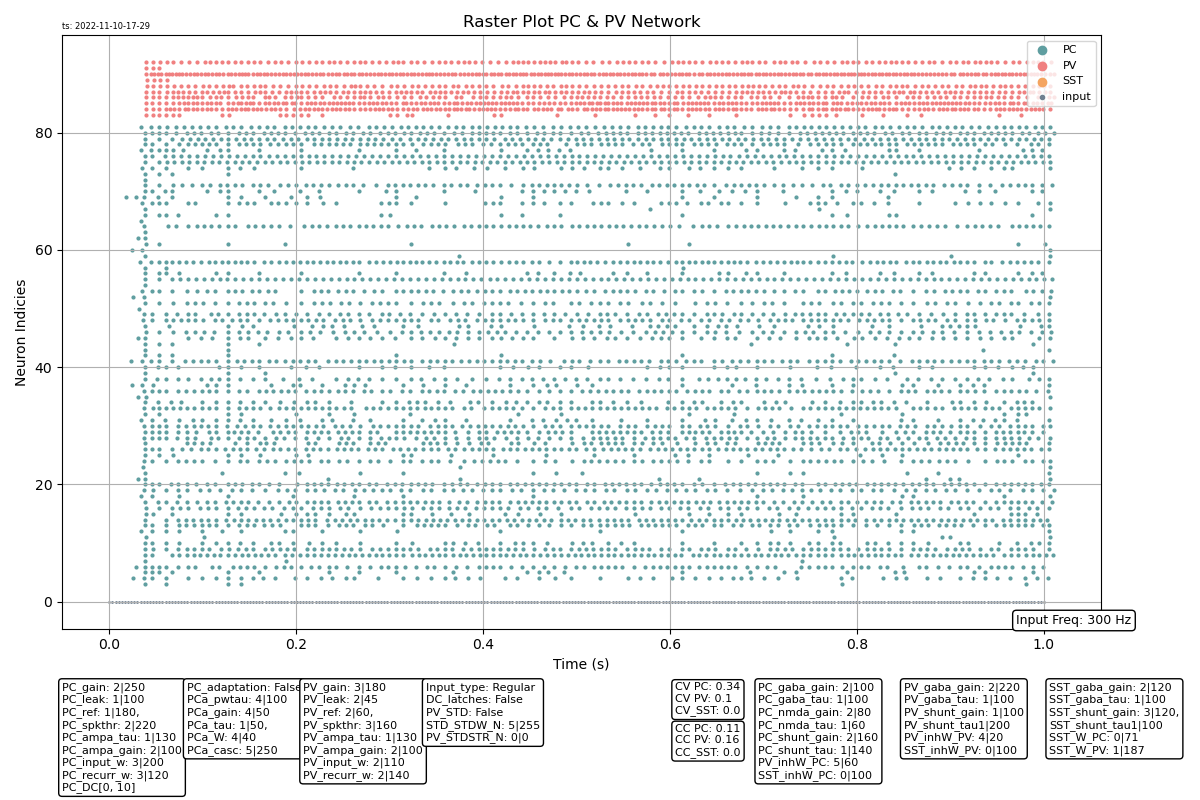 ts: 2022-11-10-17-29
Raster Plot PC & PV Network
PC
PV
SST
input
80
60
40
20
0
Neuron Indicies
0.0
0.2
0.4
0.6
0.8
1.0
Time (s)
Input Freq: 300 Hz
PC_gain: 2|250
PC_leak: 1|100
PC_ref: 1|180,
PC_spkthr: 2|220
PC_ampa_tau: 1|130
PC_ampa_gain: 2|100
PC_input_w: 3|200
PC_recurr_w: 3|120
PC_DC[0, 10]
PC_adaptation: False
PCa_pwtau: 4|100
PCa_gain: 4|50
PCa_tau: 1|50,
PCa_W: 4|40
PCa_casc: 5|250
PV_gain: 3|180
PV_leak: 2|45
PV_ref: 2|60,
PV_spkthr: 3|160
PV_ampa_tau: 1|130
PV_ampa_gain: 2|100
PV_input_w: 2|110
PV_recurr_w: 2|140
Input_type: Regular
DC_latches: False
PV_STD: False
STD_STDW_N: 5|255
PV_STDSTR_N: 0|0
CV PC: 0.34
CV PV: 0.1
CV_SST: 0.0
CC PC: 0.11
CC PV: 0.16
CC_SST: 0.0
PC_gaba_gain: 2|100
PC_gaba_tau: 1|100
PC_nmda_gain: 2|80
PC_nmda_tau: 1|60
PC_shunt_gain: 2|160
PC_shunt_tau: 1|140
PV_inhW_PC: 5|60
SST_inhW_PC: 0|100
PV_gaba_gain: 2|220
PV_gaba_tau: 1|100
PV_shunt_gain: 1|100
PV_shunt_tau1|200
PV_inhW_PV: 4|20
SST_inhW_PV: 0|100
SST_gaba_gain: 2|120
SST_gaba_tau: 1|100
SST_shunt_gain: 3|120,
SST_shunt_tau1|100
SST_W_PC: 0|71
SST_W_PV: 1|187